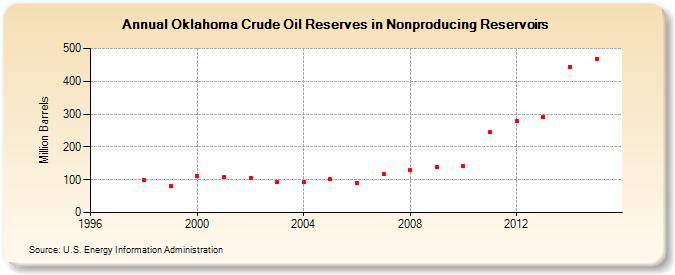 Annual Oklahoma Crude Oil Reserves in Nonproducing Reservoirs
Million Barrels
500
400
300
200
100
0
1996 2000 2004 2008 2012
Source: U.S. Energy Information Administration